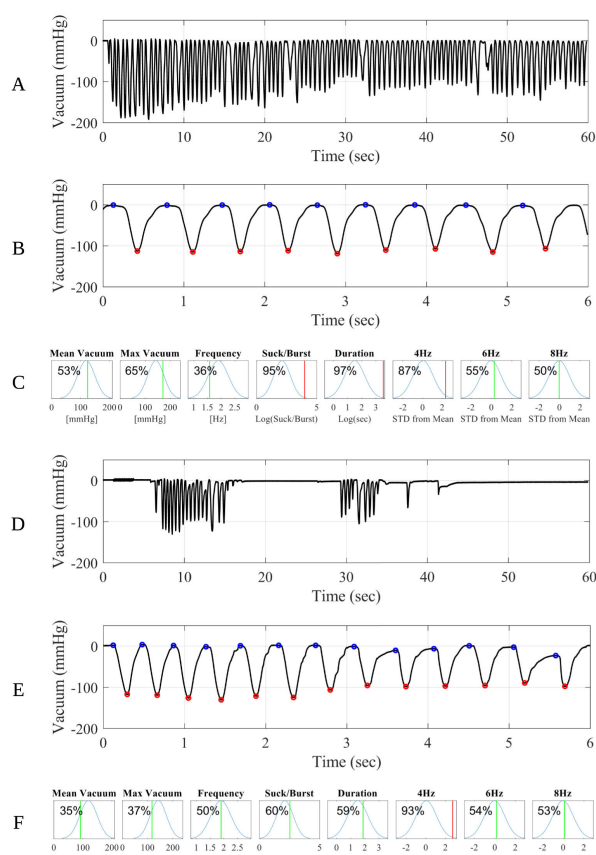 A
Vacuum (mmHg)
0
-100
-200
0 10 20 30 40 50 60
Time (sec)
B
Vacuum (mmHg)
0
-100
-200
0 1 2 3 4 5 6
Time (sec)
C
Mean Vacuum Max Vacuum Frequency Suck/Burst Duration 4Hz 6Hz 8Hz
53% 65% 36% 95% 97% 87% 55% 50%
0 100 200 0 100 200 1 1.5 2 2.5 0 5 1 2 3 -2 0 2 -2 0 2 -2 0 2
[mmHg] [mmHg] [Hz] Log(Suck/Burst) Log(sec) STD from Mean STD from Mean STD from Mean
D
Vacuum (mmHg)
0
-100
-200
0 10 20 30 40 50 60
Time (sec)
E
Vacuum (mmHg)
0
-100
-200
0 1 2 3 4 5 6
Time (sec)
F
Mean Vacuum Max Vacuum Frequency Suck/Burst Duration 4Hz 6Hz 8Hz
35% 37% 50% 60% 59% 93% 54% 53%
0 100 200 0 100 200 1 1.5 2 2.5 0 5 1 2 3 -2 0 2 -2 0 2 -2 0 2